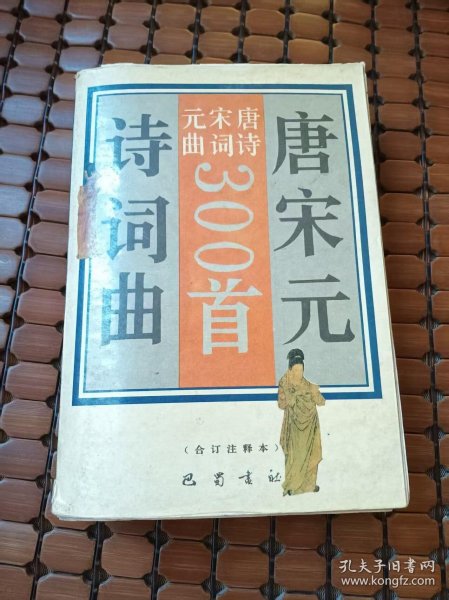 唐宋元
诗词曲
唐诗
宋词
元曲
300首
(合订注释本)
巴蜀书社
孔夫子旧书网
www.kongfz.com